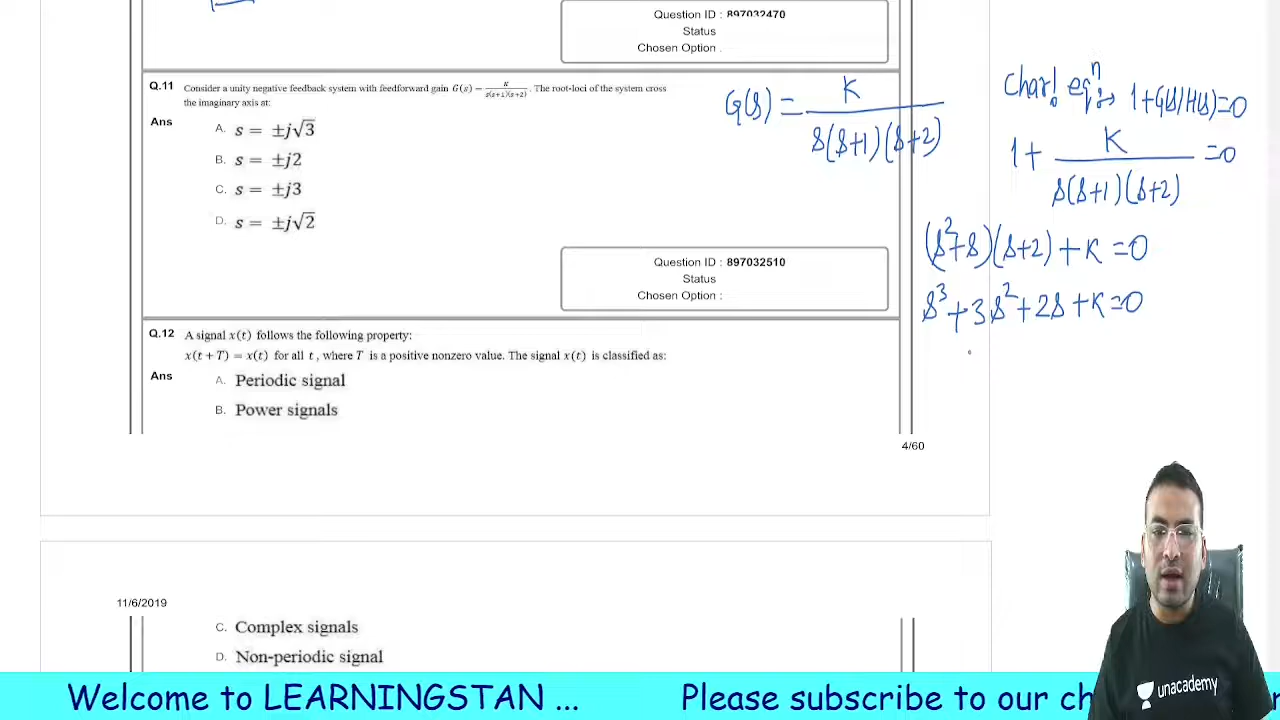 Question ID : 897032470
Status
Chosen Option :
Q.11 Consider a unity negative feedback system with feedforward gain G(s) = K/(s(s+1)(s+2)). The root-loci of the system cross
the imaginary axis at:
Ans
A. s = ±j√3
B. s = ±j2
C. s = ±j3
D. s = ±j√2
Question ID : 897032510
Status
Chosen Option :
G(s) = K/(s(s+1)(s+2))
Char! eqⁿ 1+G(s)H(s)=0
1+ K/(s(s+1)(s+2)) =0
(s²+s)(s+2)+K=0
s³+3s²+2s+K=0
Q.12 A signal x(t) follows the following property:
x(t + T) = x(t) for all t , where T is a positive nonzero value. The signal x(t) is classified as:
Ans
A. Periodic signal
B. Power signals
4/60
11/6/2019
C. Complex signals
D. Non-periodic signal
unacademy
Welcome to LEARNINGSTAN ... Please subscribe to our